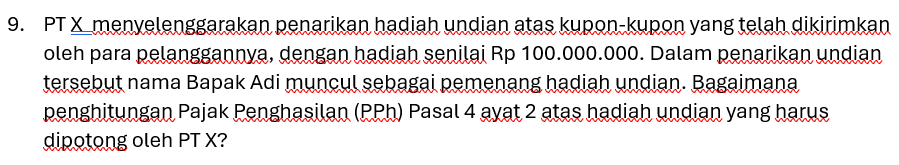 9. PT X menyelenggarakan penarikan hadiah undian atas kupon-kupon yang telah dikirimkan
oleh para pelanggannya, dengan hadiah senilai Rp 100.000.000. Dalam penarikan undian
tersebut nama Bapak Adi muncul sebagai pemenang hadiah undian. Bagaimana
penghitungan Pajak Penghasilan (PPh) Pasal 4 ayat 2 atas hadiah undian yang harus
dipotong oleh PT X?